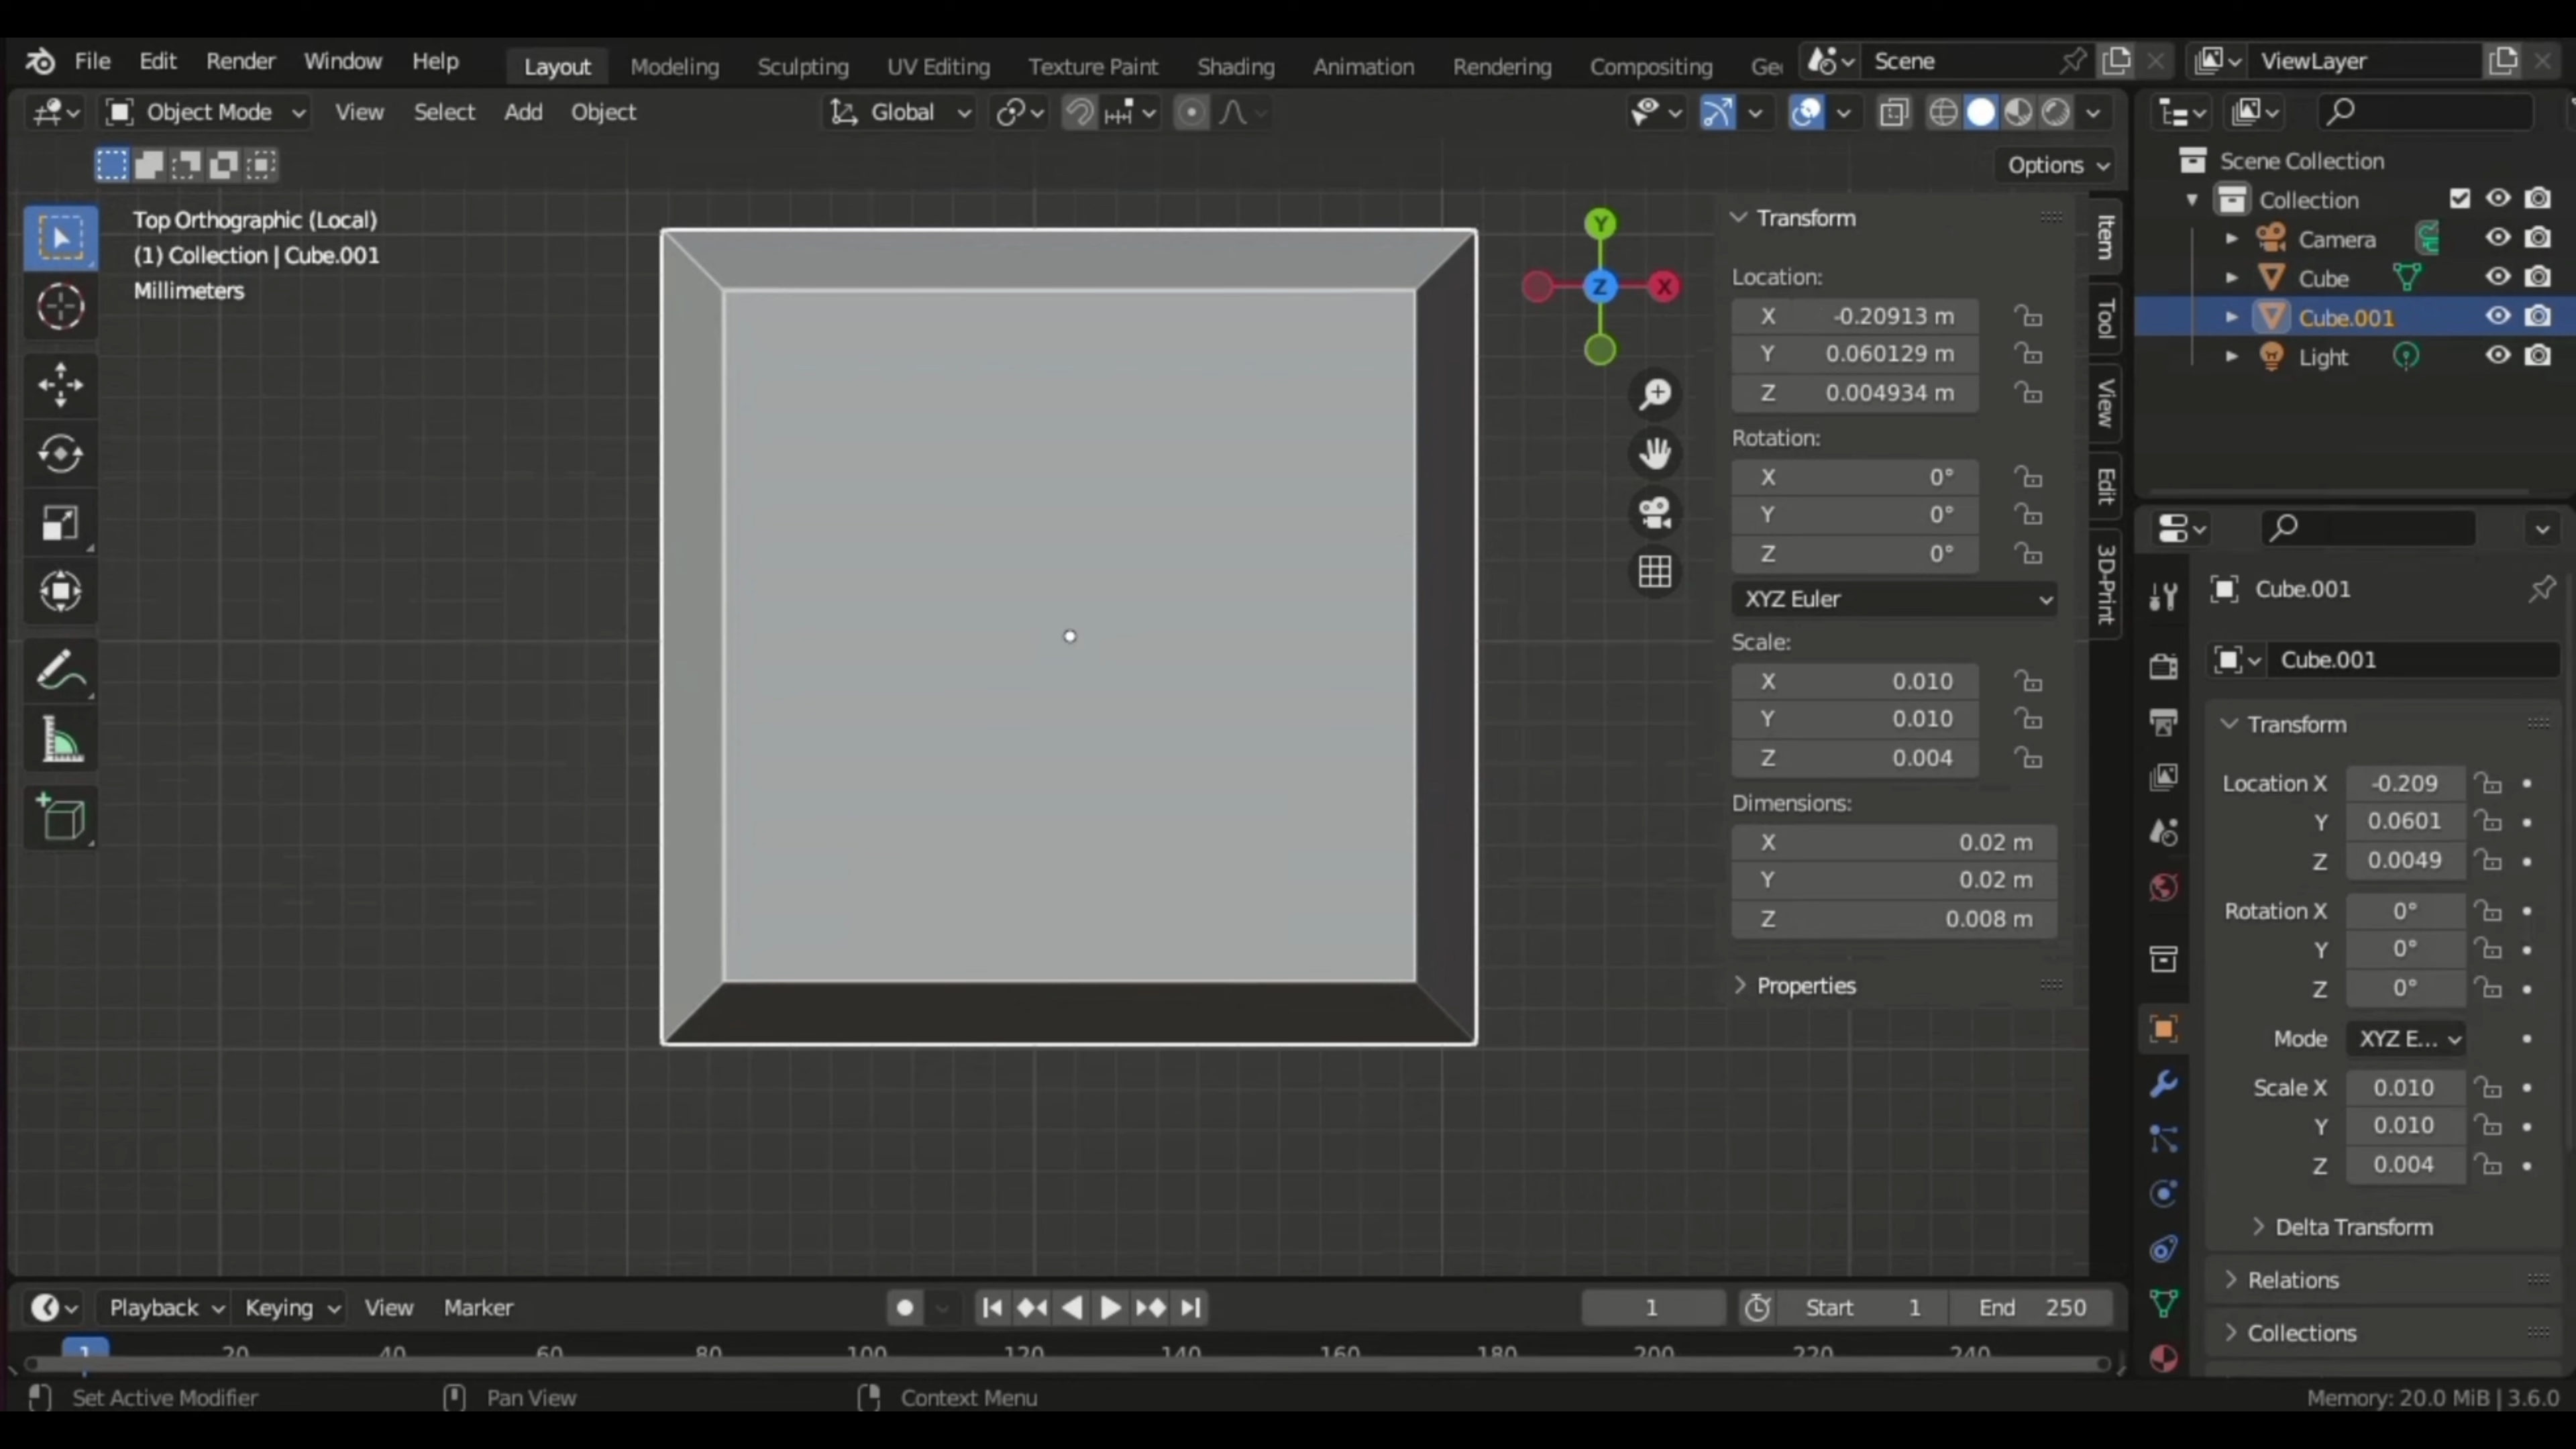 File Edit Render Window Help Layout Modeling Sculpting UV Editing Texture Paint Shading Animation Rendering Compositing Scene ViewLayer
Object Mode View Select Add Object Global
Options
Top Orthographic (Local)
(1) Collection | Cube.001
Millimeters
Y
Z
X
Transform
Location:
X -0.20913 m
Y 0.060129 m
Z 0.004934 m
Rotation:
X 0°
Y 0°
Z 0°
XYZ Euler
Scale:
X 0.010
Y 0.010
Z 0.004
Dimensions:
X 0.02 m
Y 0.02 m
Z 0.008 m
Properties
Item
Tool
View
Edit
3D-Print
Scene Collection
Collection
Camera
Cube
Cube.001
Light
Cube.001
Cube.001
Transform
Location X -0.209
Y 0.0601
Z 0.0049
Rotation X 0°
Y 0°
Z 0°
Mode XYZ E...
Scale X 0.010
Y 0.010
Z 0.004
Delta Transform
Relations
Collections
Playback Keying View Marker 1 Start 1 End 250
1 20 40 60 80 100 120 140 160 180 200 220 240
Set Active Modifier Pan View Context Menu Memory: 20.0 MiB | 3.6.0